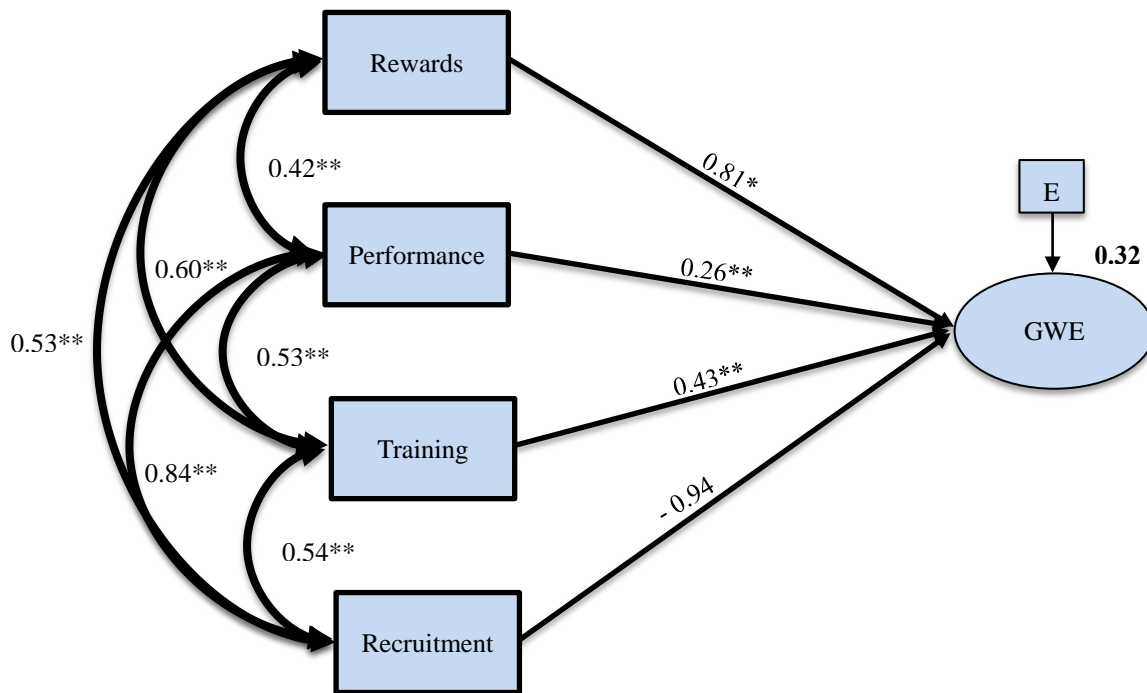 Rewards
0.42**
0.81*
E
Performance
0.60**
0.26**
0.32
0.53**
0.53**
GWE
0.43**
Training
0.84**
- 0.94
0.54**
Recruitment